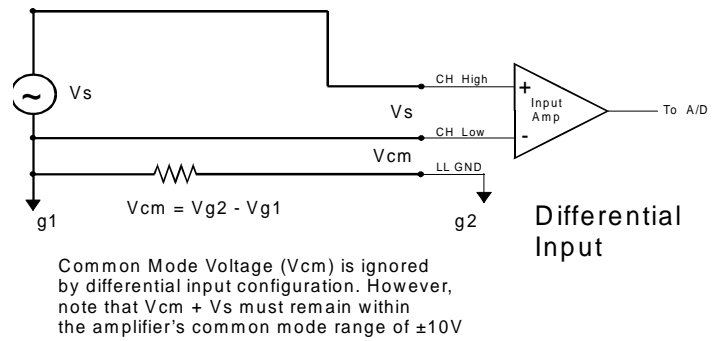 ~
Vs
Vs
Vcm
CH High
CH Low
LL GND
+
-
Input
Amp
To A/D
g1
Vcm = Vg2 - Vg1
g2
Differential
Input
Common Mode Voltage (Vcm) is ignored
by differential input configuration. However,
note that Vcm + Vs must remain within
the amplifier's common mode range of ±10V